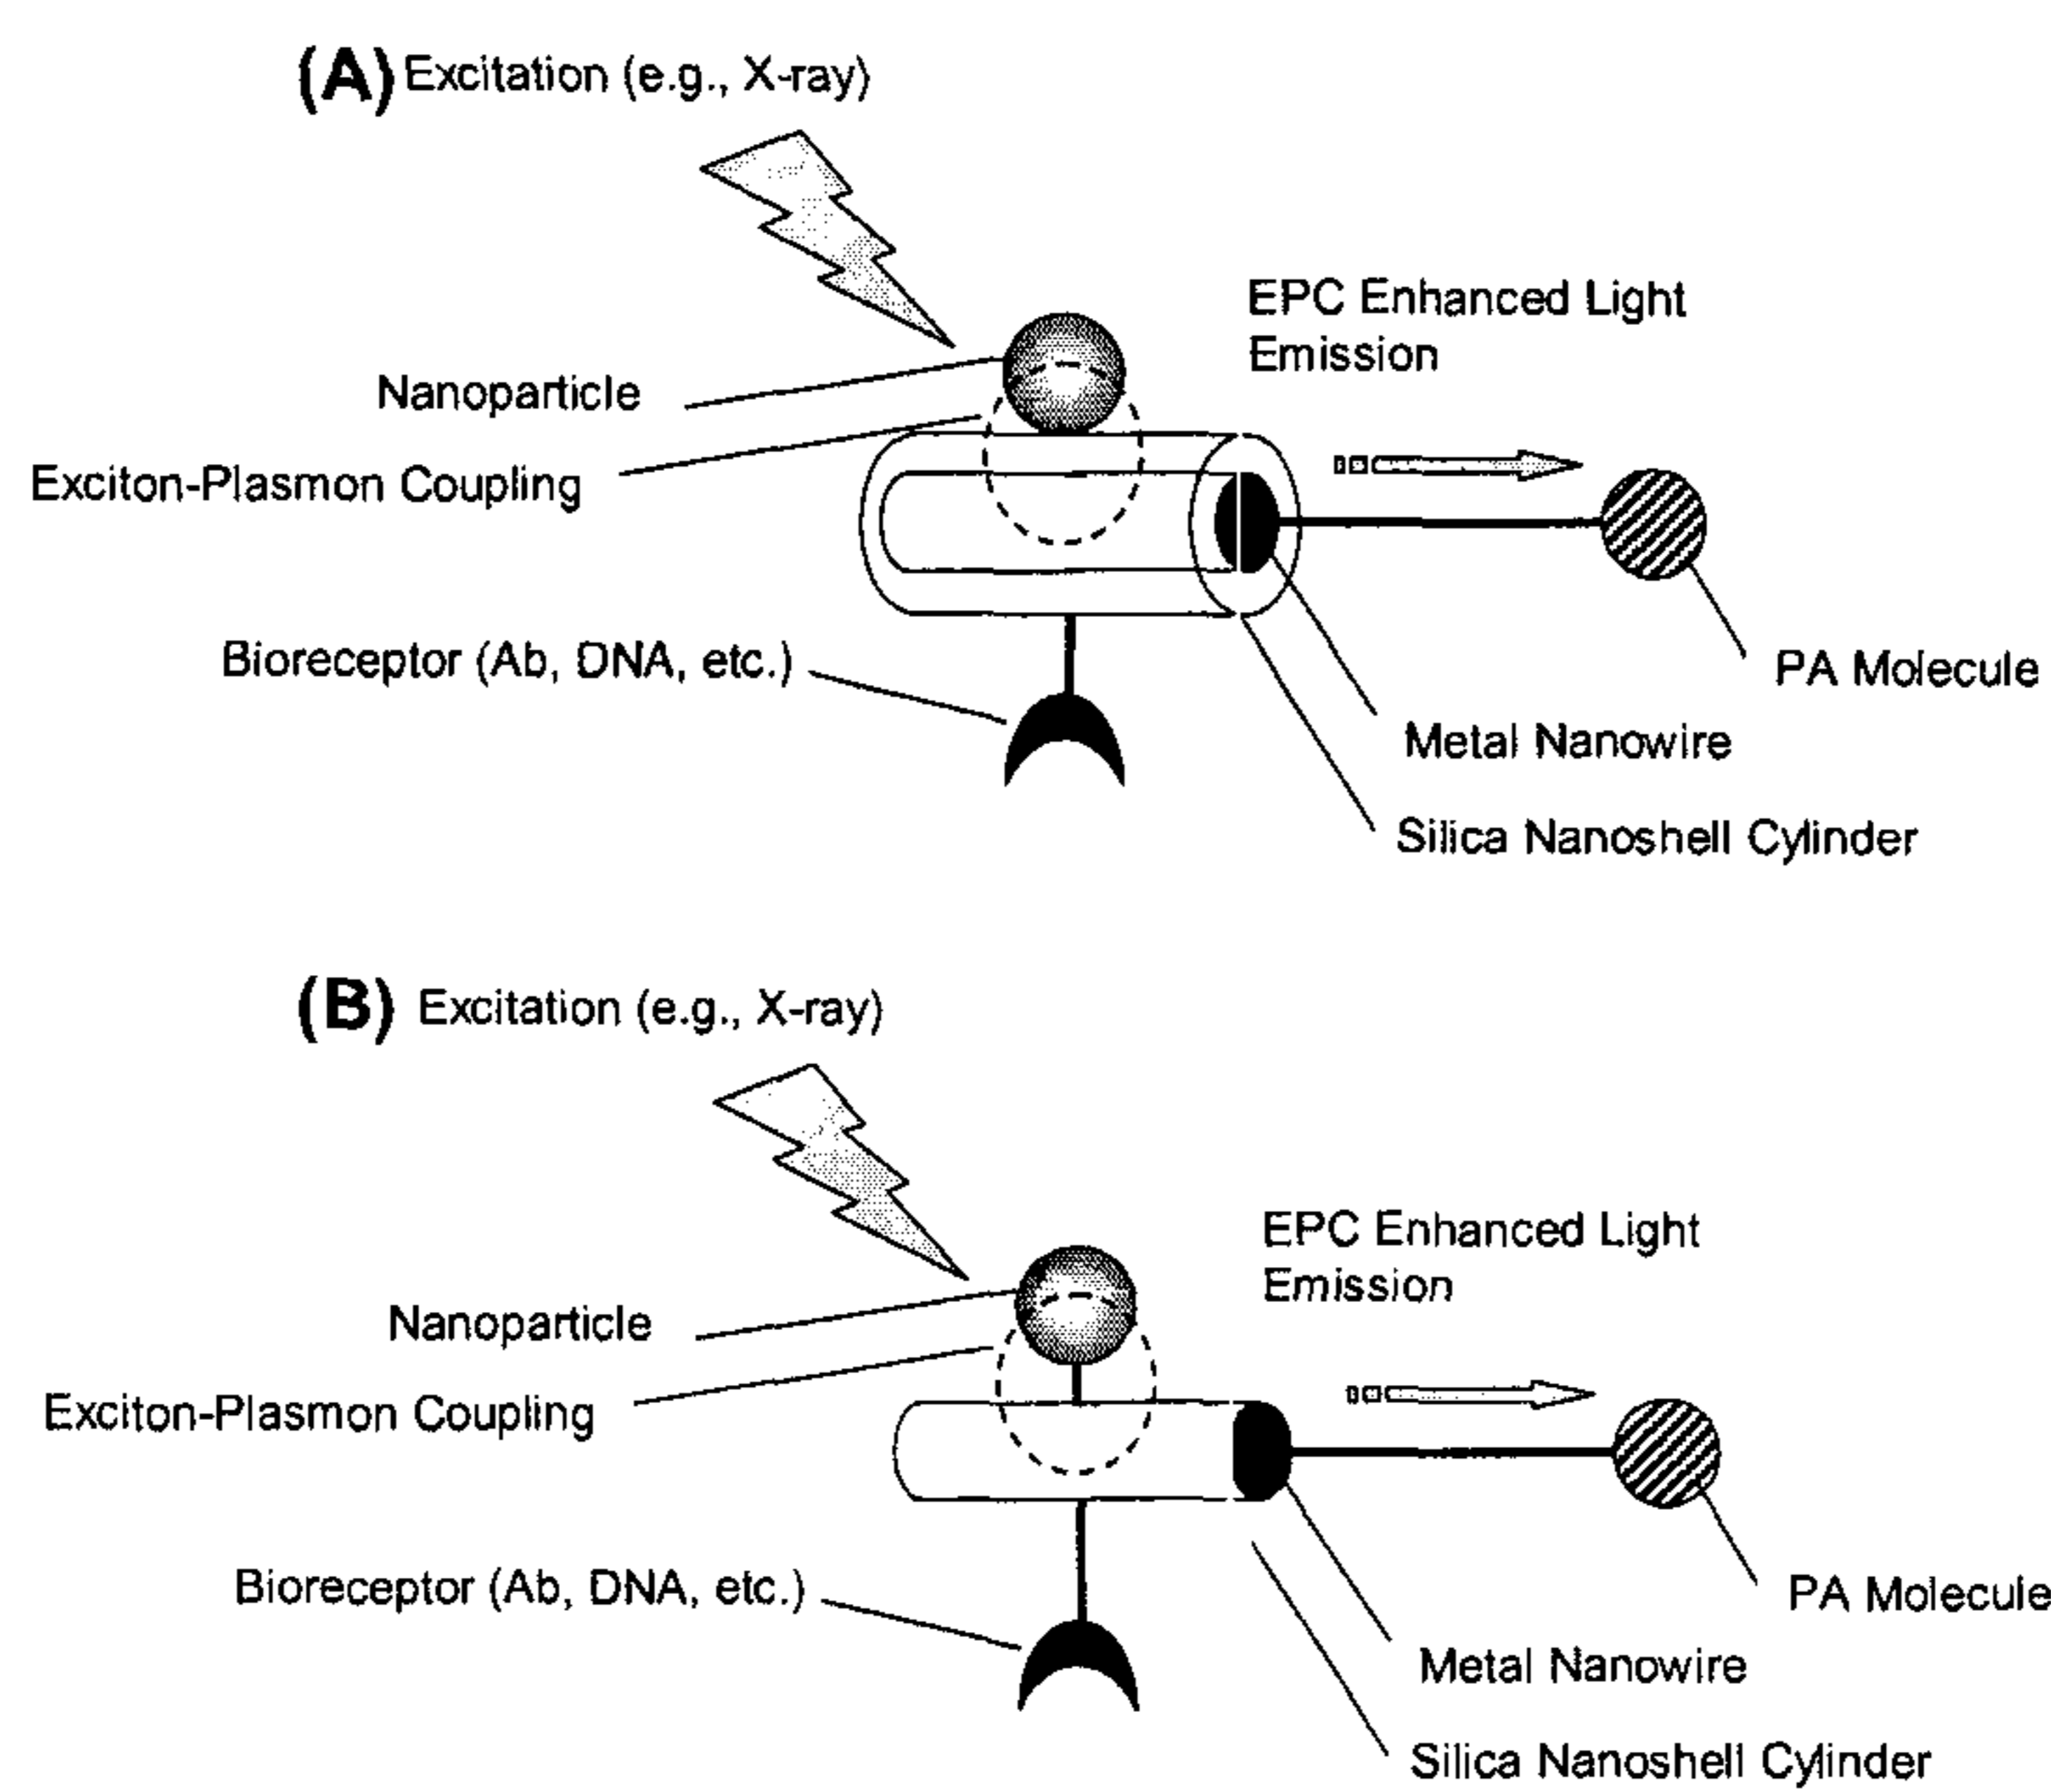 (A) Excitation (e.g., X-ray)
EPC Enhanced Light
Emission
Nanoparticle
Exciton-Plasmon Coupling
Bioreceptor (Ab, DNA, etc.)
PA Molecule
Metal Nanowire
Silica Nanoshell Cylinder
(B) Excitation (e.g., X-ray)
EPC Enhanced Light
Emission
Nanoparticle
Exciton-Plasmon Coupling
Bioreceptor (Ab, DNA, etc.)
PA Molecule
Metal Nanowire
Silica Nanoshell Cylinder